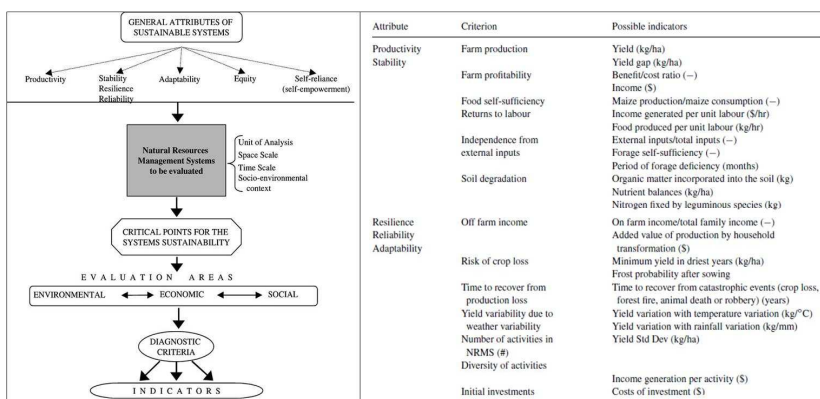 GENERAL ATTRIBUTES OF
SUSTAINABLE SYSTEMS
Productivity
Stability
Resilience
Reliability
Adaptability
Equity
Self-reliance
(self-empowerment)
Natural Resources
Management Systems
to be evaluated
Unit of Analysis
Space Scale
Time Scale
Socio-environmental
context
CRITICAL POINTS FOR THE
SYSTEMS SUSTAINABILITY
EVALUATION AREAS
ENVIRONMENTAL ECONOMIC SOCIAL
DIAGNOSTIC
CRITERIA
INDICATORS
Attribute Criterion Possible indicators
Productivity Farm production Yield (kg/ha)
Stability Yield gap (kg/ha)
Farm profitability Benefit/cost ratio (−)
Income ($)
Food self-sufficiency Maize production/maize consumption (−)
Returns to labour Income generated per unit labour ($/hr)
Food produced per unit labour (kg/hr)
Independence from External inputs/total inputs (−)
external inputs Forage self-sufficiency (−)
Period of forage deficiency (months)
Soil degradation Organic matter incorporated into the soil (kg)
Nutrient balances (kg/ha)
Nitrogen fixed by leguminous species (kg)
Resilience Off farm income On farm income/total family income (−)
Reliability Added value of production by household
Adaptability transformation ($)
Risk of crop loss Minimum yield in driest years (kg/ha)
Frost probability after sowing
Time to recover from Time to recover from catastrophic events (crop loss,
production loss forest fire, animal death or robbery) (years)
Yield variability due to Yield variation with temperature variation (kg/°C)
weather variability Yield variation with rainfall variation (kg/mm)
Number of activities in Yield Std Dev (kg/ha)
NRMS (#)
Diversity of activities
Income generation per activity ($)
Initial investments Costs of investment ($)